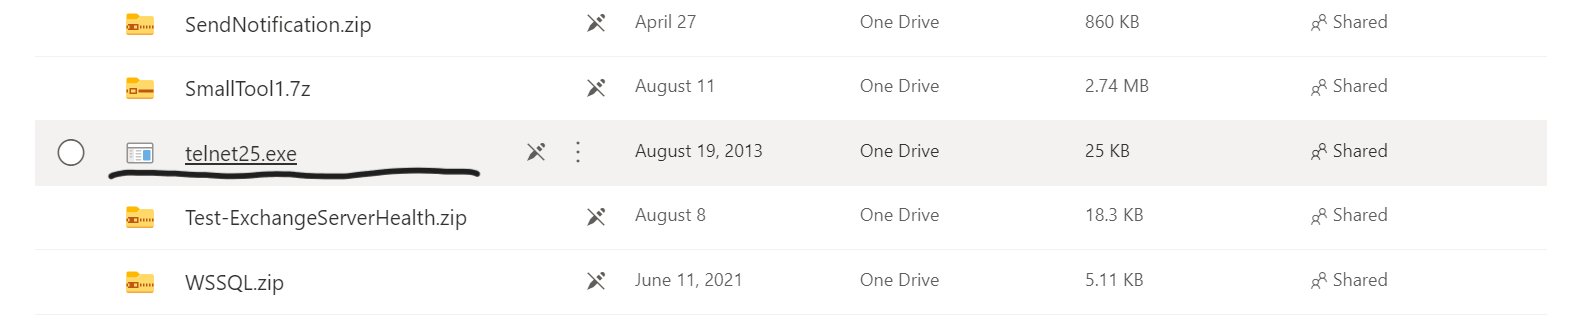 SendNotification.zip April 27 One Drive 860 KB Shared
SmallTool1.7z August 11 One Drive 2.74 MB Shared
telnet25.exe August 19, 2013 One Drive 25 KB Shared
Test-ExchangeServerHealth.zip August 8 One Drive 18.3 KB Shared
WSSQL.zip June 11, 2021 One Drive 5.11 KB Shared